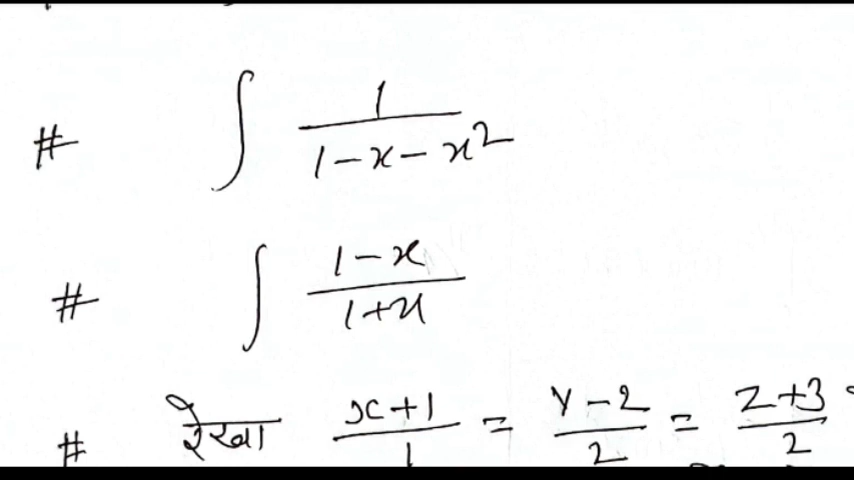 # ∫ 1/(1-x-x²)
# ∫ (1-x)/(1+x)
# रेखा (x+1)/1 = (y-2)/2 = (z+3)/2